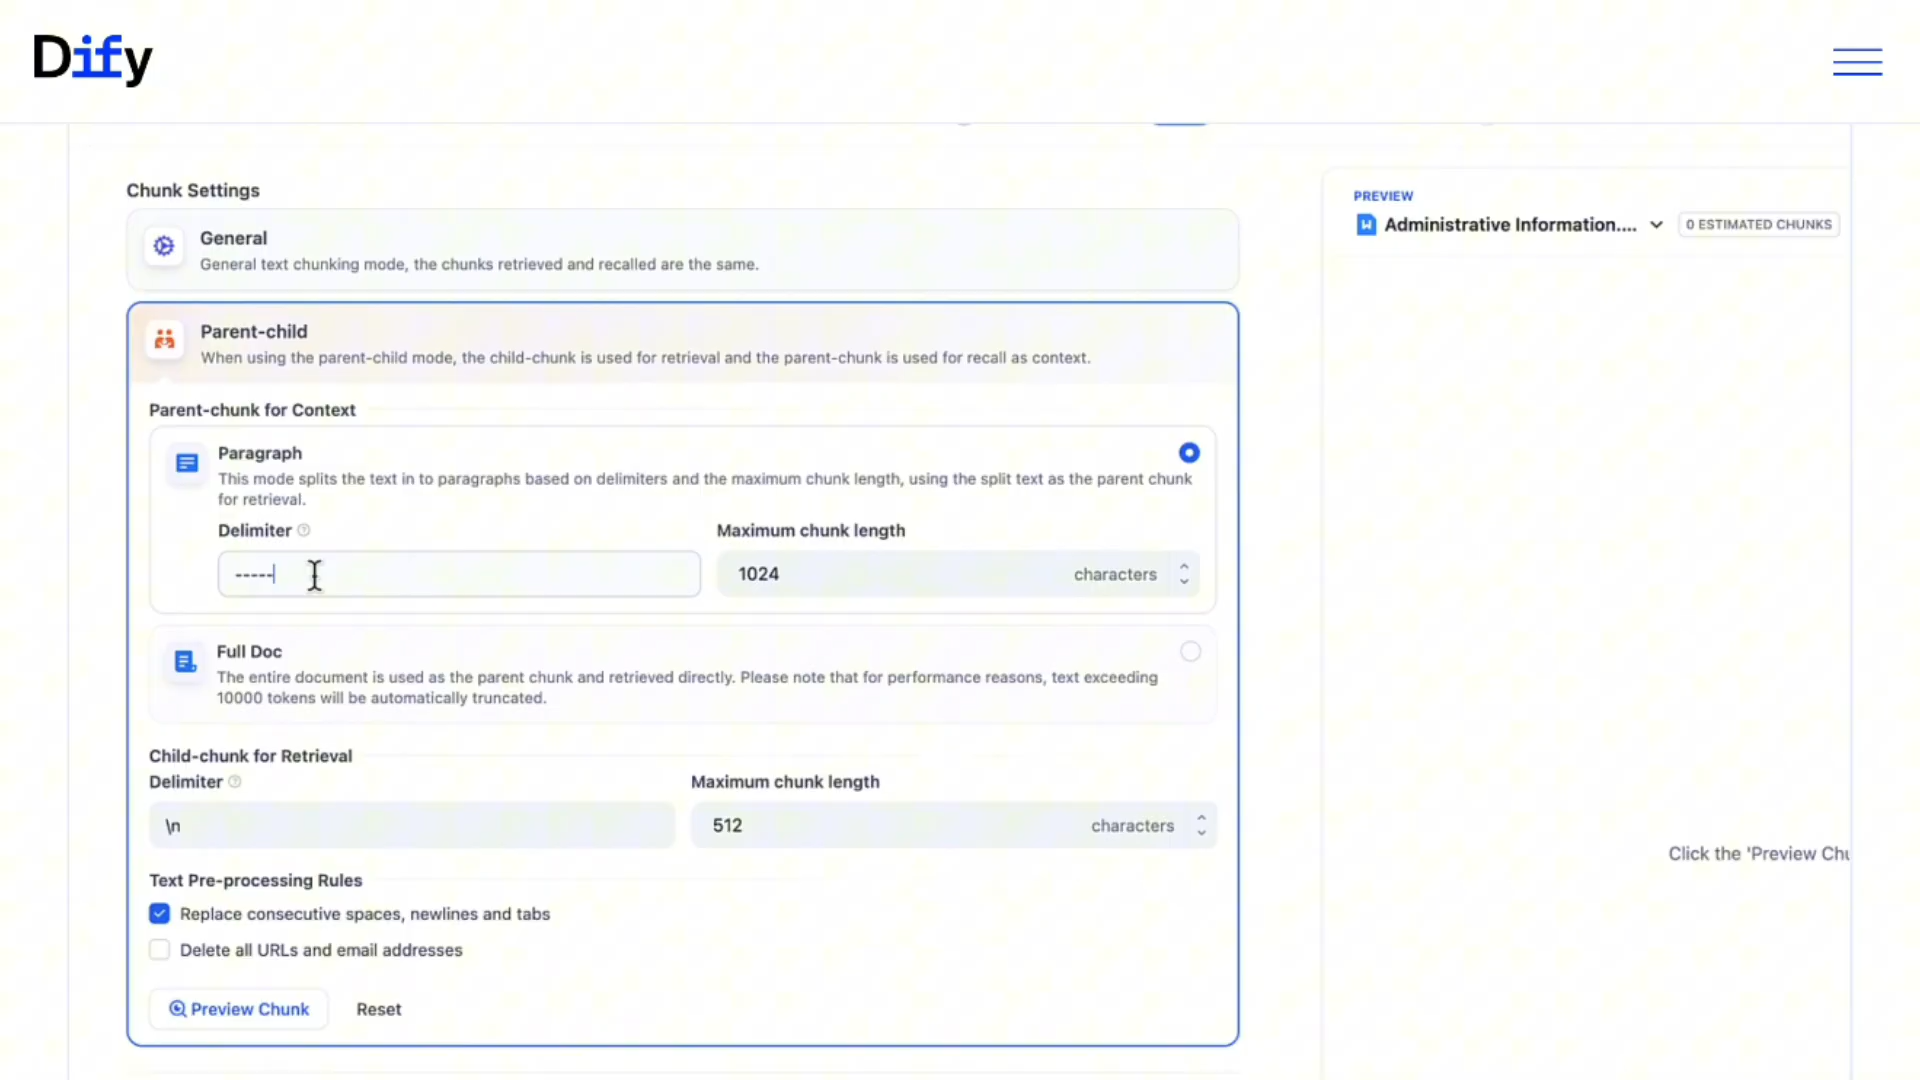 Dify
Chunk Settings
General
General text chunking mode, the chunks retrieved and recalled are the same.
Parent-child
When using the parent-child mode, the child-chunk is used for retrieval and the parent-chunk is used for recall as context.
Parent-chunk for Context
Paragraph
This mode splits the text in to paragraphs based on delimiters and the maximum chunk length, using the split text as the parent chunk
for retrieval.
Delimiter
Maximum chunk length
-----
1024 characters
Full Doc
The entire document is used as the parent chunk and retrieved directly. Please note that for performance reasons, text exceeding
10000 tokens will be automatically truncated.
Child-chunk for Retrieval
Delimiter
Maximum chunk length
\n
512 characters
Text Pre-processing Rules
Replace consecutive spaces, newlines and tabs
Delete all URLs and email addresses
Preview Chunk
Reset
PREVIEW
W Administrative Information.... 0 ESTIMATED CHUNKS
Click the 'Preview Chu